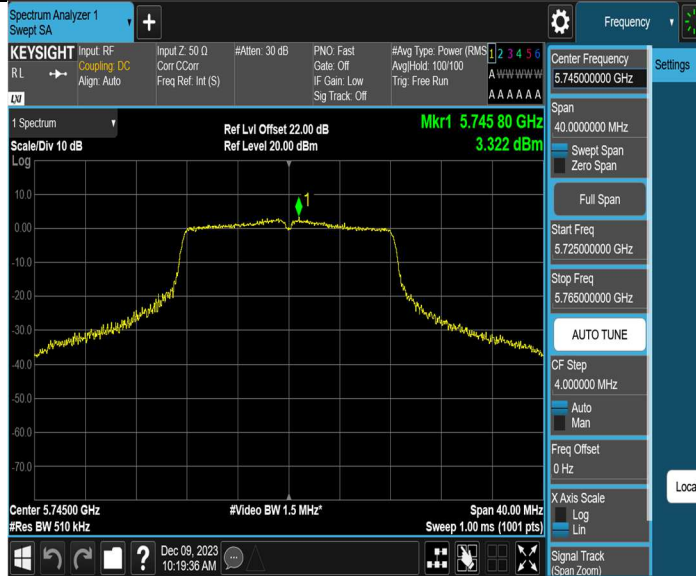 Spectrum Analyzer 1
Swept SA
+
Frequency
KEYSIGHT
RL
LXI
Input: RF
Coupling: DC
Align: Auto
Input Z: 50 Ω
Corr CCorr
Freq Ref: Int (S)
#Atten: 30 dB
PNO: Fast
Gate: Off
IF Gain: Low
Sig Track: Off
#Avg Type: Power (RMS
Avg|Hold: 100/100
Trig: Free Run
1 2 3 4 5 6
A W W W W W
A A A A A A
1 Spectrum
Scale/Div 10 dB
Log
Ref Lvl Offset 22.00 dB
Ref Level 20.00 dBm
Mkr1 5.745 80 GHz
3.322 dBm
1
10.0
0.00
-10.0
-20.0
-30.0
-40.0
-50.0
-60.0
-70.0
Center 5.74500 GHz
#Res BW 510 kHz
#Video BW 1.5 MHz*
Span 40.00 MHz
Sweep 1.00 ms (1001 pts)
?
Dec 09, 2023
10:19:36 AM
Center Frequency
5.745000000 GHz
Span
40.0000000 MHz
Swept Span
Zero Span
Full Span
Start Freq
5.725000000 GHz
Stop Freq
5.765000000 GHz
AUTO TUNE
CF Step
4.000000 MHz
Auto
Man
Freq Offset
0 Hz
X Axis Scale
Log
Lin
Signal Track
(Span Zoom)
Settings
Loca